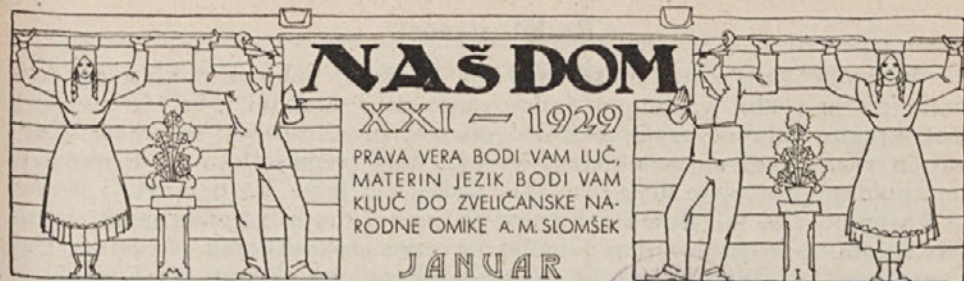 NAŠ DOM
XXI — 1929
PRAVA VERA BODI VAM LUČ,
MATERIN JEZIK BODI VAM
KLJUČ DO ZVELIČANSKE NA-
RODNE OMIKE A. M. SLOMŠEK
JANUAR